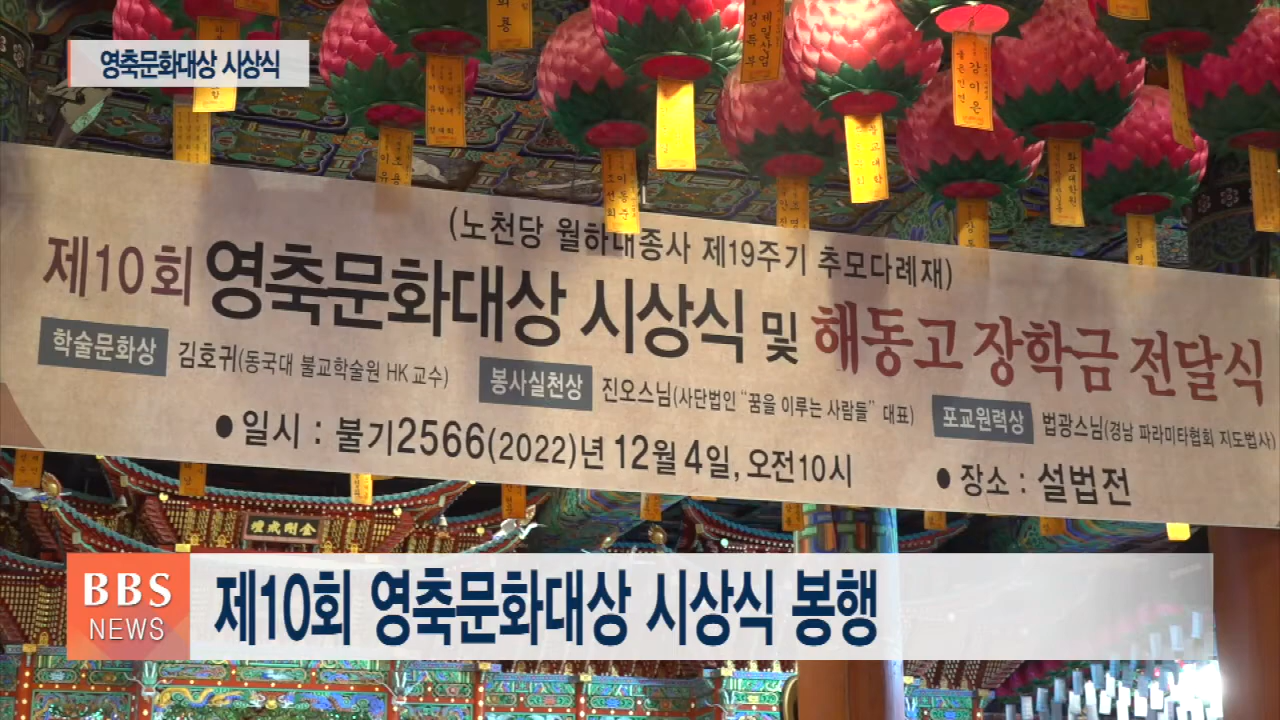 영축문화대상 시상식
(노천당 월하대종사 제19주기 추모다례재)
제10회 영축문화대상 시상식 및 해동고 장학금 전달식
학술문화상 김호귀(동국대 불교학술원 HK교수) 봉사실천상 진오스님(사단법인 "꿈을 이루는 사람들" 대표) 포교원력상 법광스님(경남 파라미타협회 지도법사)
● 일시 : 불기2566(2022)년 12월 4일, 오전10시 ● 장소 : 설법전
金剛戒壇
BBS
NEWS
제10회 영축문화대상 시상식 봉행